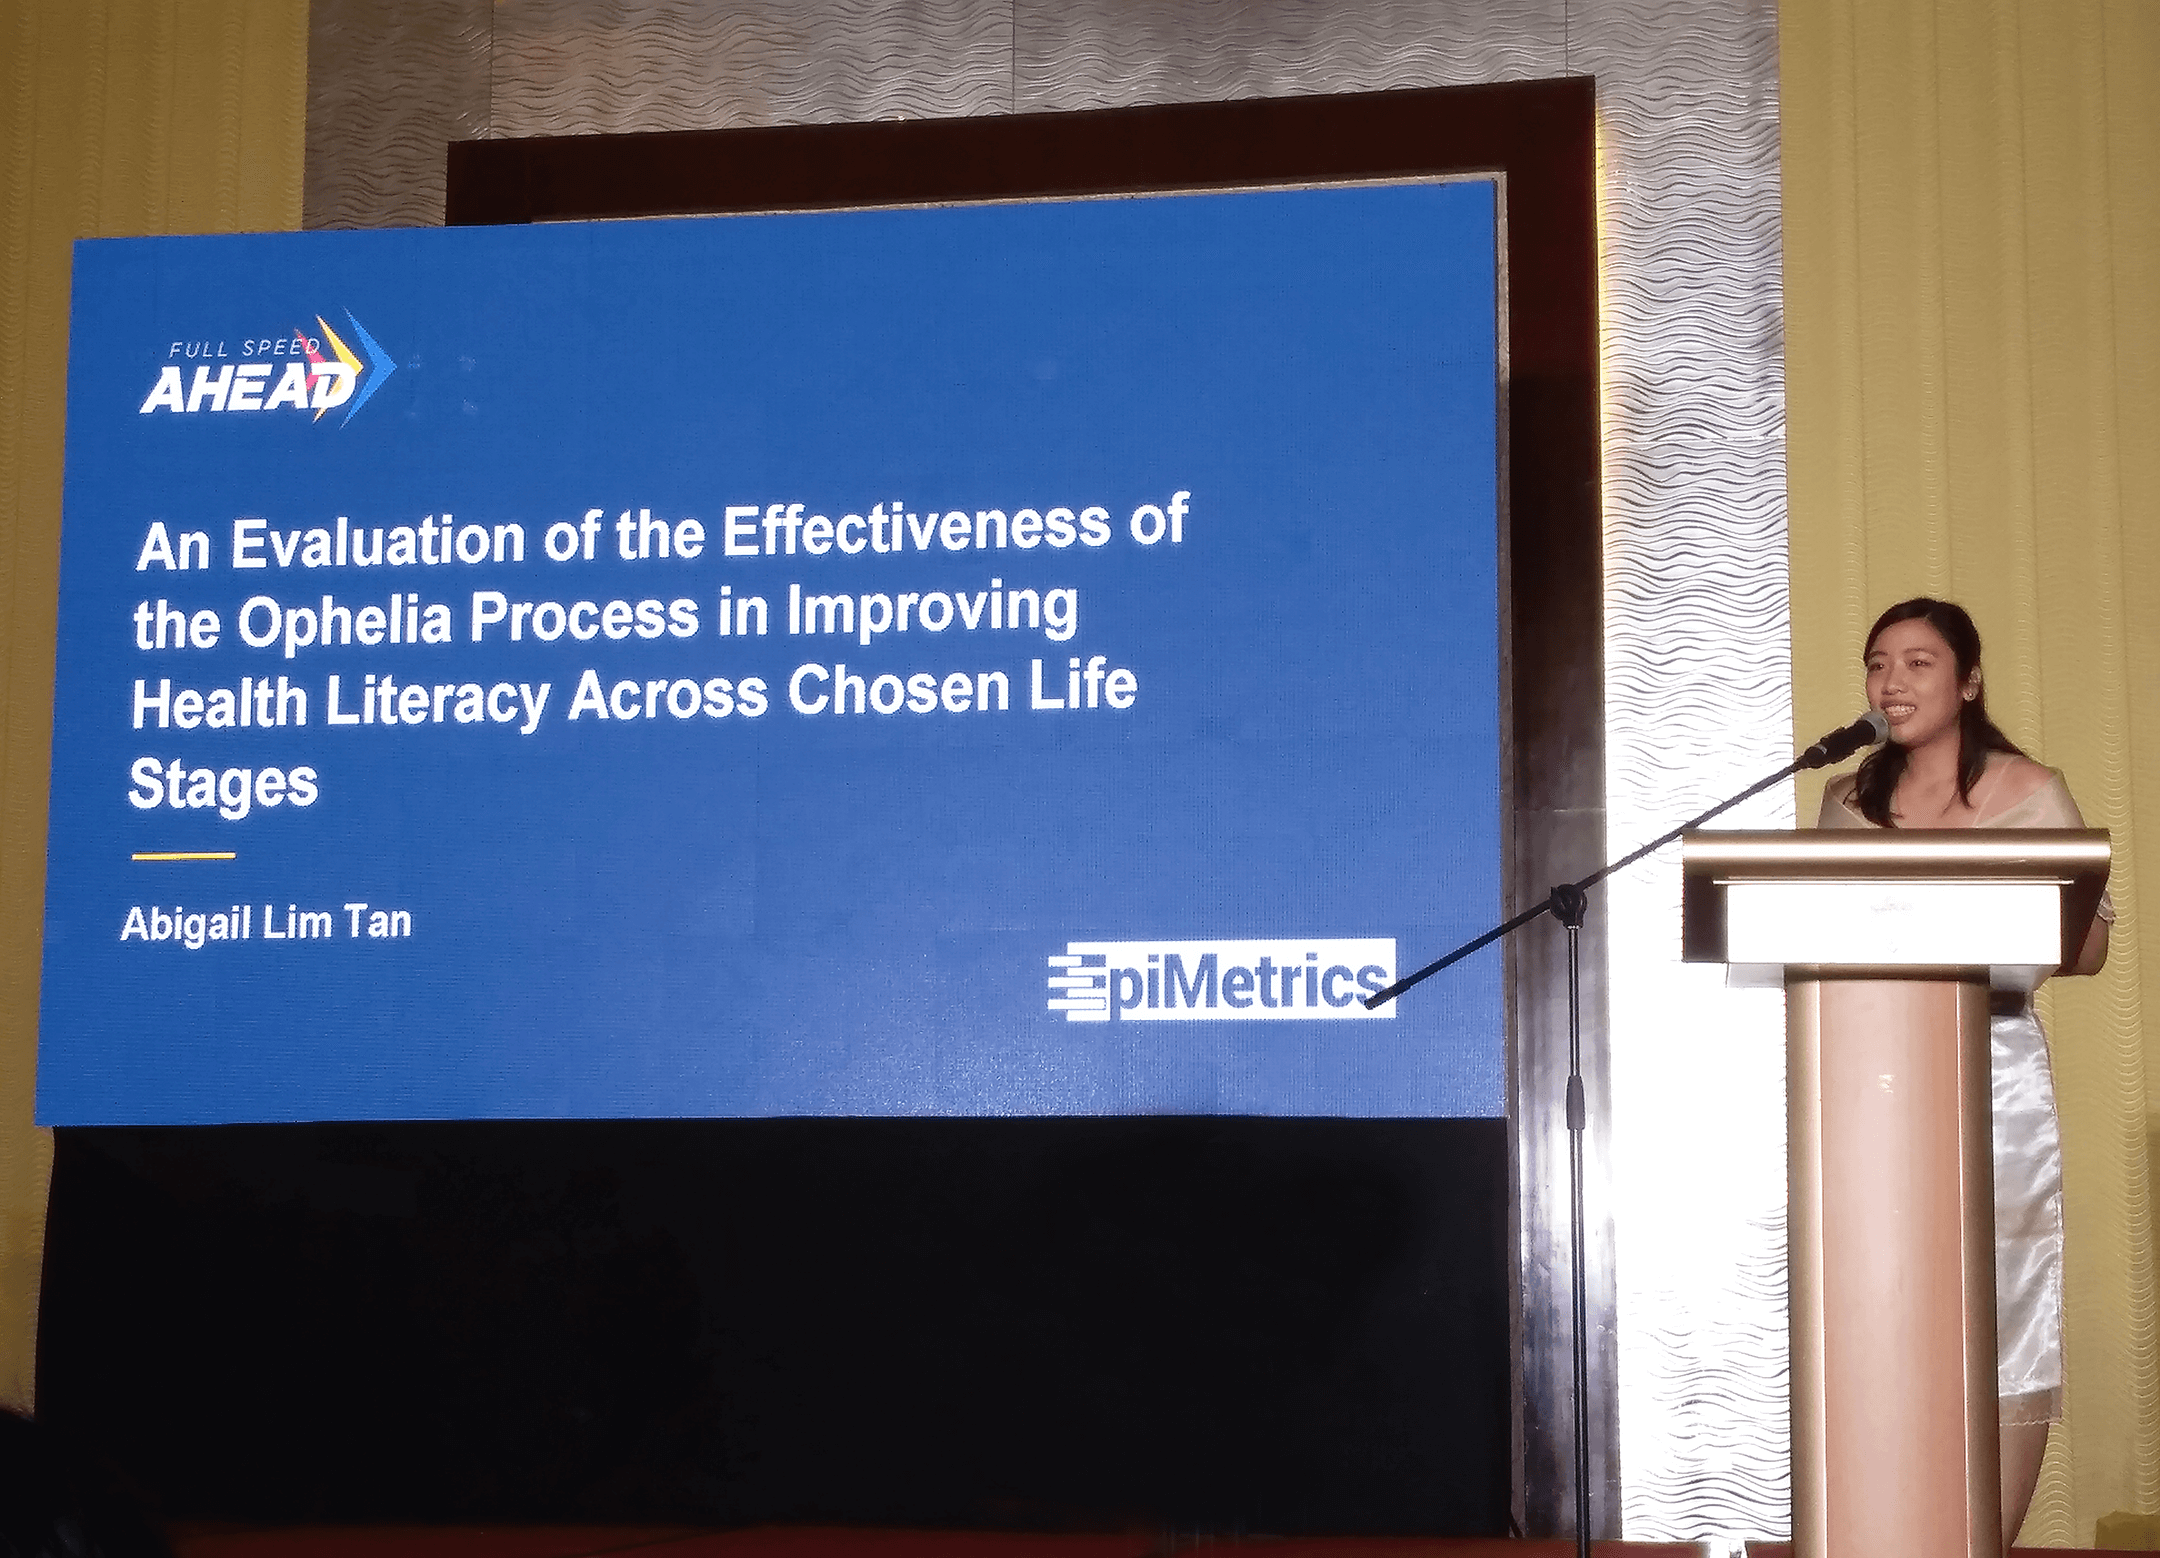 FULL SPEED
AHEAD
An Evaluation of the Effectiveness of
the Ophelia Process in Improving
Health Literacy Across Chosen Life
Stages
Abigail Lim Tan
EpiMetrics